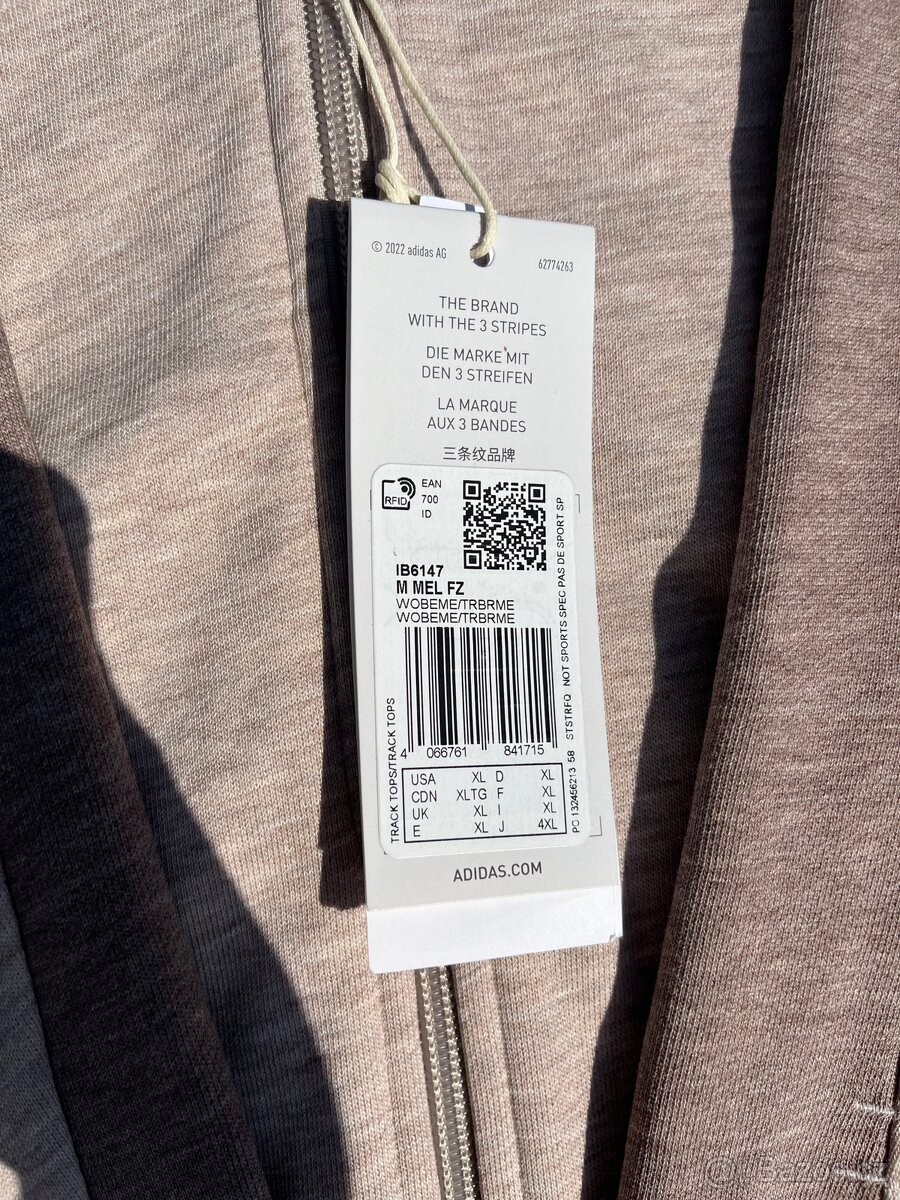 © 2022 adidas AG
62774263
THE BRAND
WITH THE 3 STRIPES
DIE MARKE MIT
DEN 3 STREIFEN
LA MARQUE
AUX 3 BANDES
三条纹品牌
RFID
EAN
700
ID
IB6147
M MEL FZ
WOBEME/TRBRME
WOBEME/TRBRME
4 066761 841715
USA XL D XL
CDN XLTG F XL
UK XL I XL
E XL J 4XL
TRACK TOPS/TRACK TOPS
PO 132456213 58 STSTRFQ NOT SPORTS SPEC PAS DE SPORT SP
ADIDAS.COM